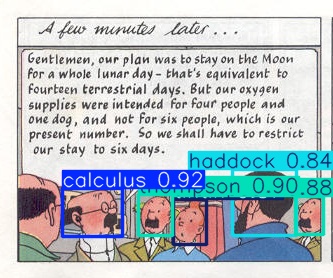 A few minutes later...
Gentlemen, our plan was to stay on the Moon
for a whole lunar day - that's equivalent to
fourteen terrestrial days. But our oxygen
supplies were intended for four people and
one dog, and not for six people, which is our
present number. So we shall have to restrict
our stay to six days.
haddock 0.84
calculus 0.92
thompson 0.90
.88